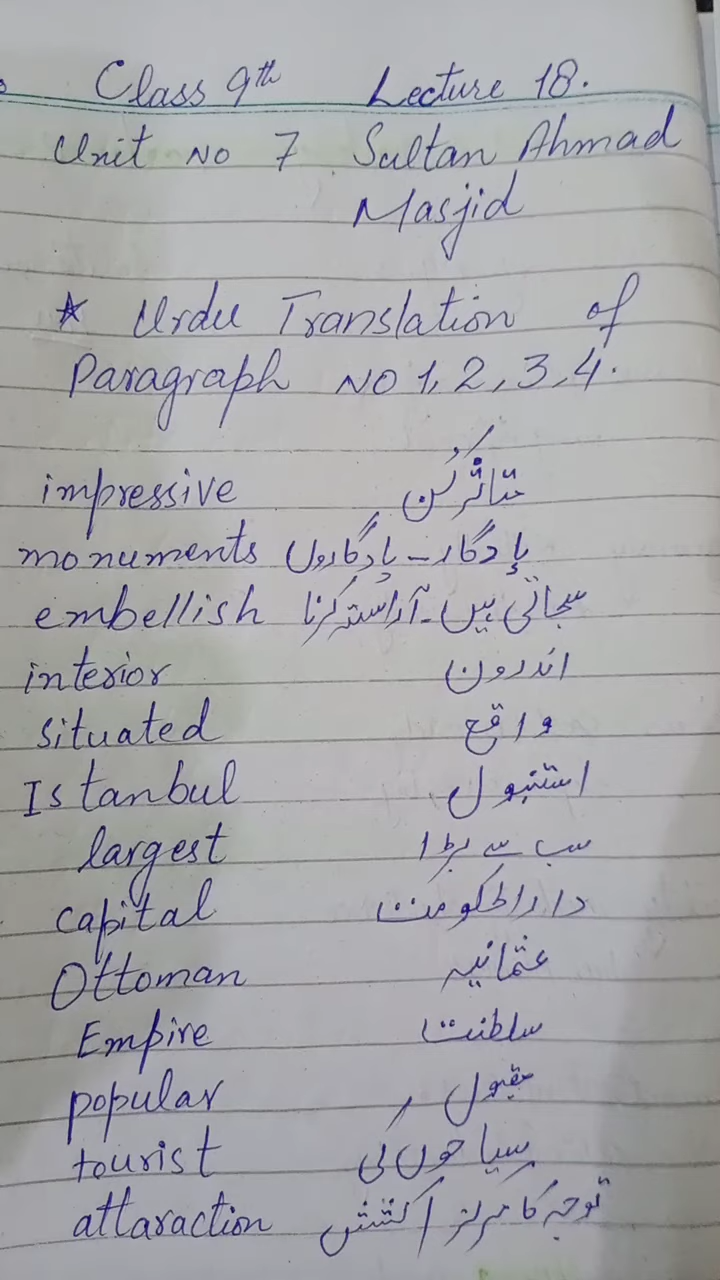 Class 9th Lecture 18.
Unit No 7 Sultan Ahmad
Masjid
* Urdu Translation of
Paragraph No 1, 2, 3, 4.
impressive متاثر کُن
monuments یادگار - یادگاروں
embellish سجاتی ہیں - آراستہ کرنا
interior اندرون
situated واقع
Istanbul استنبول
largest سب سے بڑا
capital دارالحکومت
Ottoman عثمانیہ
Empire سلطنت
popular مقبول
tourist سیاحوں کی
attaraction توجہ کا مرکز / کشش